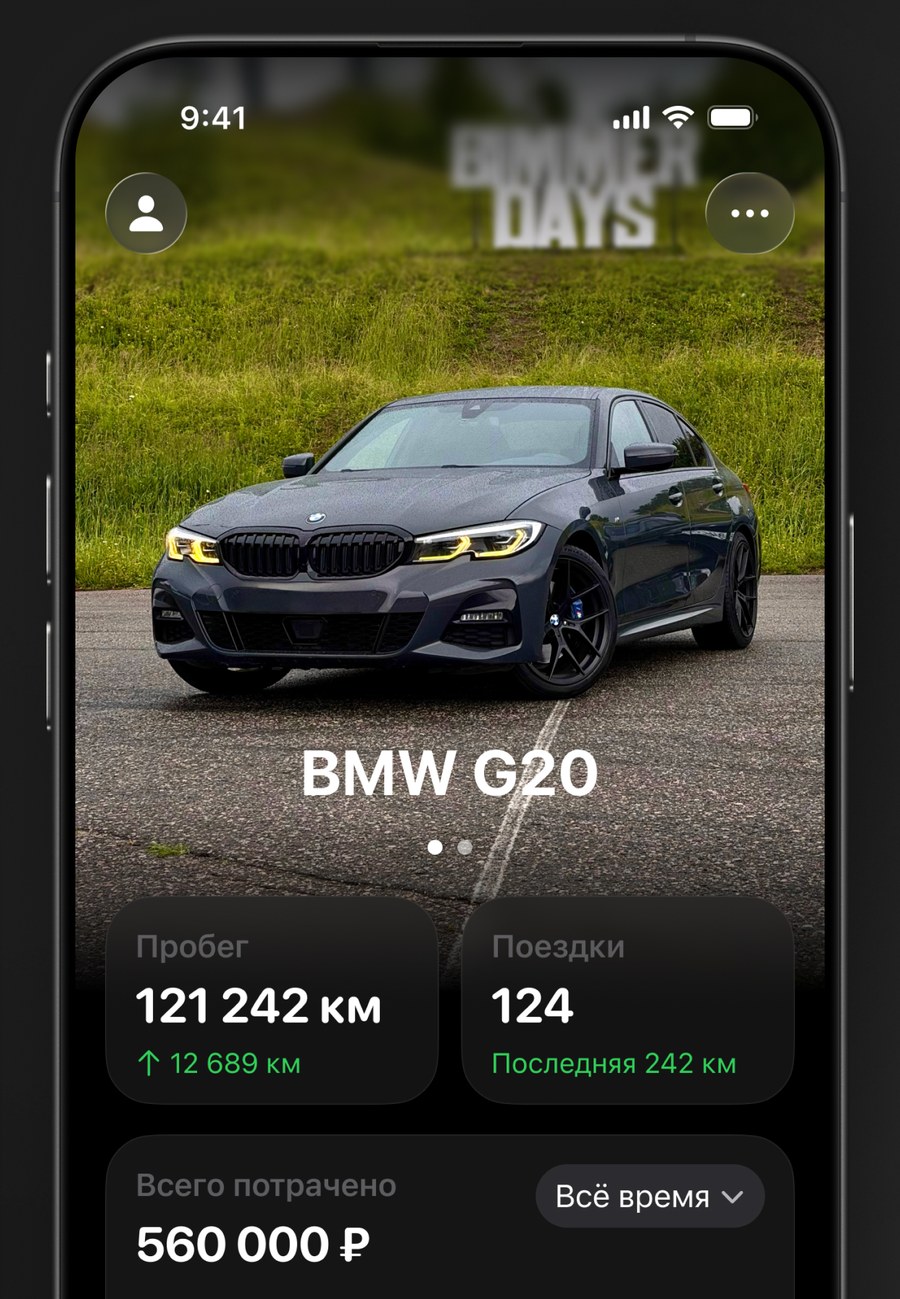 9:41
BIMMER
DAYS
BMW G20
Пробег
121 242 км
↑ 12 689 км
Поездки
124
Последняя 242 км
Всего потрачено
560 000 ₽
Всё время